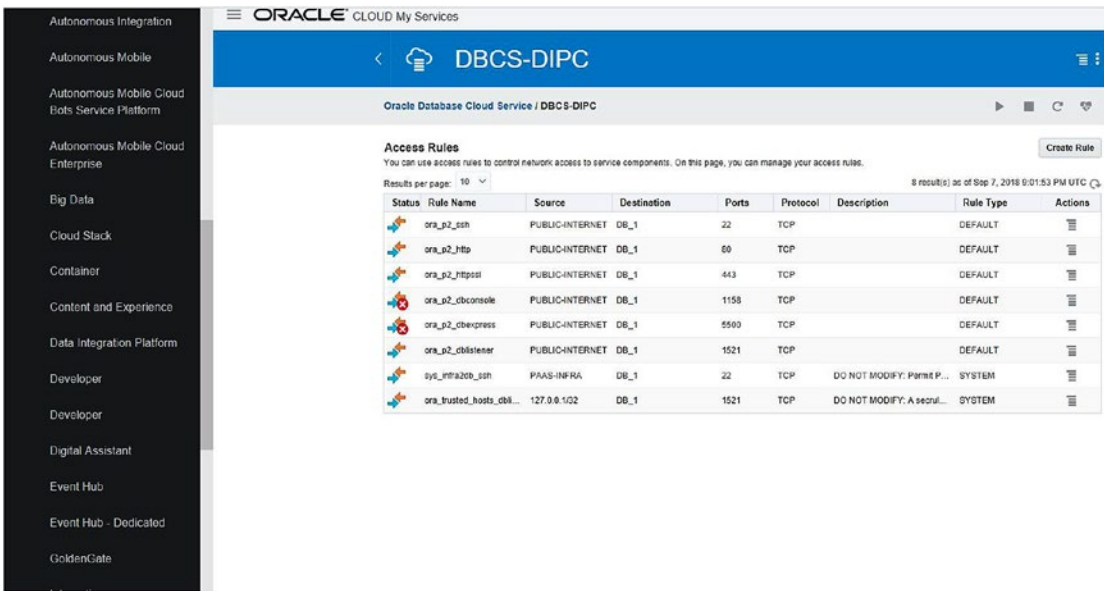 Autonomous Integration
Autonomous Mobile
Autonomous Mobile Cloud
Bots Service Platform
Autonomous Mobile Cloud
Enterprise
Big Data
Cloud Stack
Container
Content and Experience
Data Integration Platform
Developer
Developer
Digital Assistant
Event Hub
Event Hub - Dedicated
GoldenGate
ORACLE CLOUD My Services
DBCS-DIPC
Oracle Database Cloud Service / DBCS-DIPC
Access Rules
Create Rule
You can use access rules to control network access to service components. On this page, you can manage your access rules.
Results per page: 10
8 result(s) as of Sep 7, 2018 9:01:53 PM UTC
Status Rule Name Source Destination Ports Protocol Description Rule Type Actions
ora_p2_ssh PUBLIC-INTERNET DB_1 22 TCP DEFAULT
ora_p2_http PUBLIC-INTERNET DB_1 80 TCP DEFAULT
ora_p2_httpssl PUBLIC-INTERNET DB_1 443 TCP DEFAULT
ora_p2_dbconsole PUBLIC-INTERNET DB_1 1158 TCP DEFAULT
ora_p2_dbexpress PUBLIC-INTERNET DB_1 5500 TCP DEFAULT
ora_p2_dblistener PUBLIC-INTERNET DB_1 1521 TCP DEFAULT
sys_infra2db_ssh PAAS-INFRA DB_1 22 TCP DO NOT MODIFY: Permit P... SYSTEM
ora_trusted_hosts_dbli... 127.0.0.1/32 DB_1 1521 TCP DO NOT MODIFY: A secrul... SYSTEM